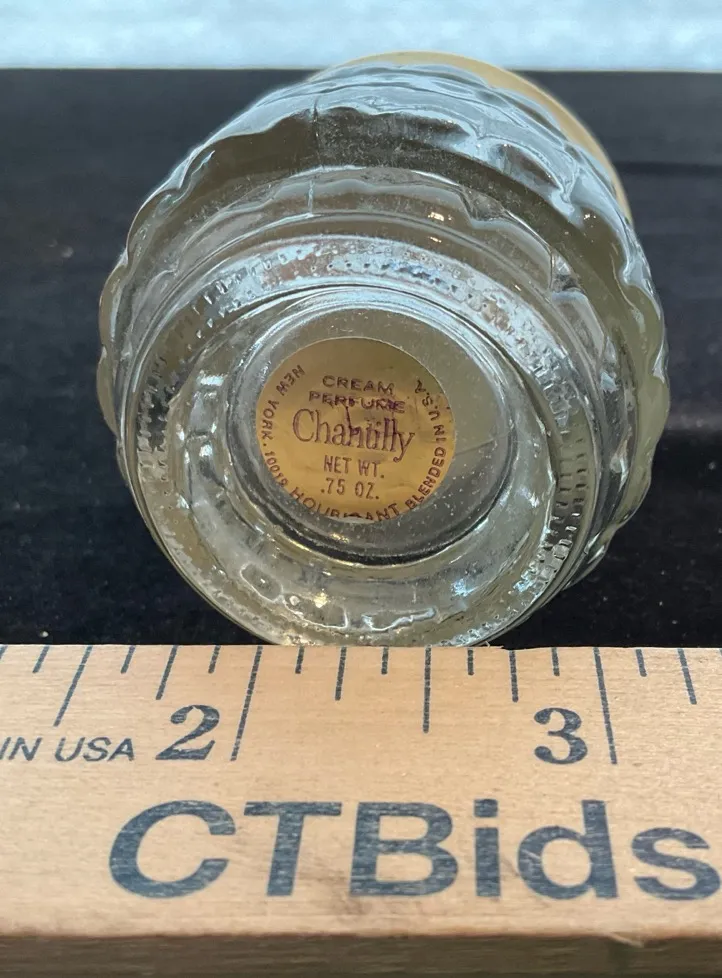 CREAM
PERFUME
Chantilly
NET WT.
.75 OZ.
NEW YORK, 10019 HOUBIGANT BLENDED IN U.S.A.
IN USA 2 3
CTBids